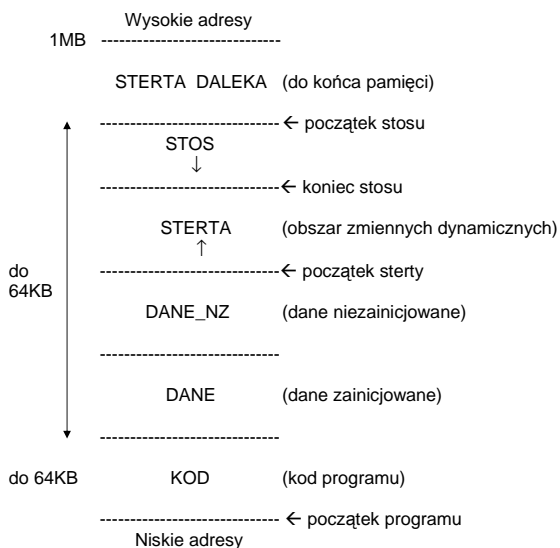 Wysokie adresy
1MB ------------------------------
STERTA DALEKA (do końca pamięci)
------------------------------ ← początek stosu
STOS
↓
------------------------------ ← koniec stosu
STERTA (obszar zmiennych dynamicznych)
↑
------------------------------ ← początek sterty
do
64KB
DANE_NZ (dane niezainicjowane)
------------------------------
DANE (dane zainicjowane)
------------------------------
do 64KB KOD (kod programu)
------------------------------ ← początek programu
Niskie adresy